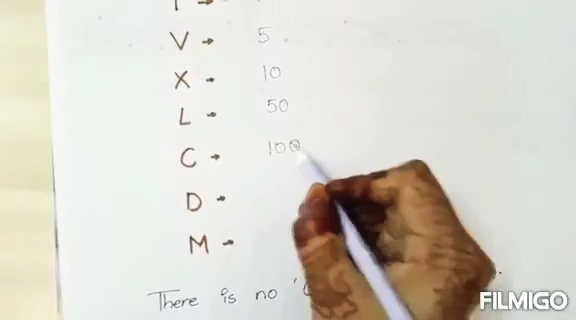 I →
V → 5
X → 10
L → 50
C → 100
D →
M →
There is no
FILMIGO